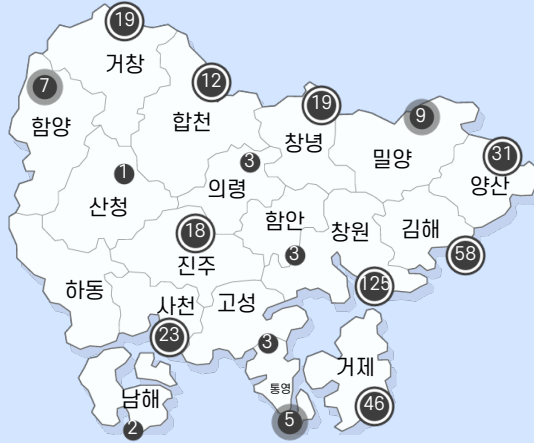 19
거창
12
7
함양
합천
19
창녕
9
밀양
31
양산
1
산청
3
의령
18
진주
함안
3
창원
김해
58
125
하동
사천
23
고성
3
통영
5
거제
46
남해
2